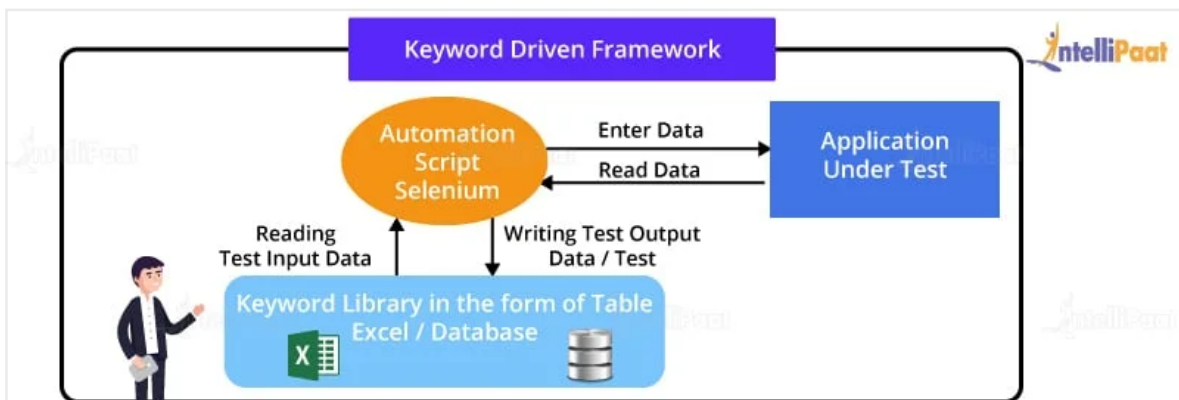 Keyword Driven Framework
IntelliPaat
Automation
Script
Selenium
Enter Data
Read Data
Application
Under Test
Reading
Test Input Data
Writing Test Output
Data / Test
Keyword Library in the form of Table
Excel / Database
X